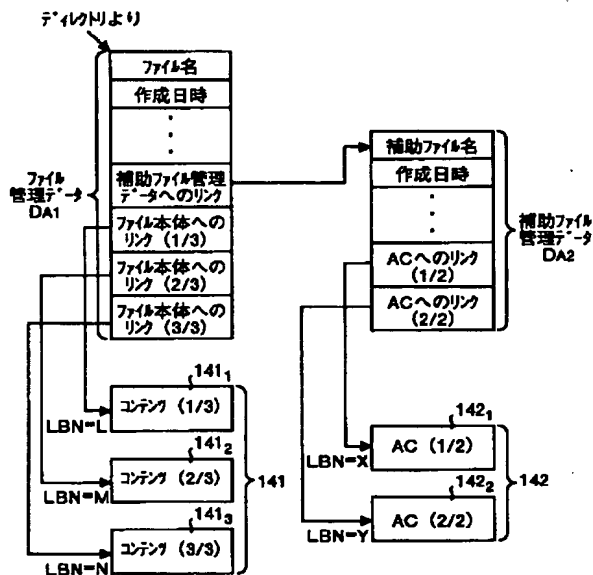 ディレクトリより
ファイル名
作成日時
・
・
・
補助ファイル管理
データへのリンク
ファイル本体への
リンク (1/3)
ファイル本体への
リンク (2/3)
ファイル本体への
リンク (3/3)
ファイル
管理データ
DA1
補助ファイル名
作成日時
・
・
・
ACへのリンク
(1/2)
ACへのリンク
(2/2)
補助ファイル
管理データ
DA2
141₁
コンテンツ (1/3)
LBN=L
141₂
コンテンツ (2/3)
LBN=M
141₃
コンテンツ (3/3)
LBN=N
141
142₁
AC (1/2)
LBN=X
142₂
AC (2/2)
LBN=Y
142